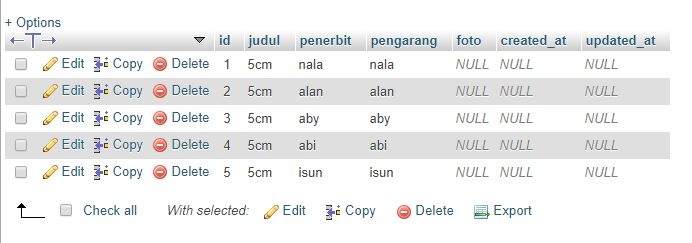 + Options
id judul penerbit pengarang foto created_at updated_at
Edit Copy Delete 1 5cm nala nala NULL NULL NULL
Edit Copy Delete 2 5cm alan alan NULL NULL NULL
Edit Copy Delete 3 5cm aby aby NULL NULL NULL
Edit Copy Delete 4 5cm abi abi NULL NULL NULL
Edit Copy Delete 5 5cm isun isun NULL NULL NULL
Check all With selected: Edit Copy Delete Export